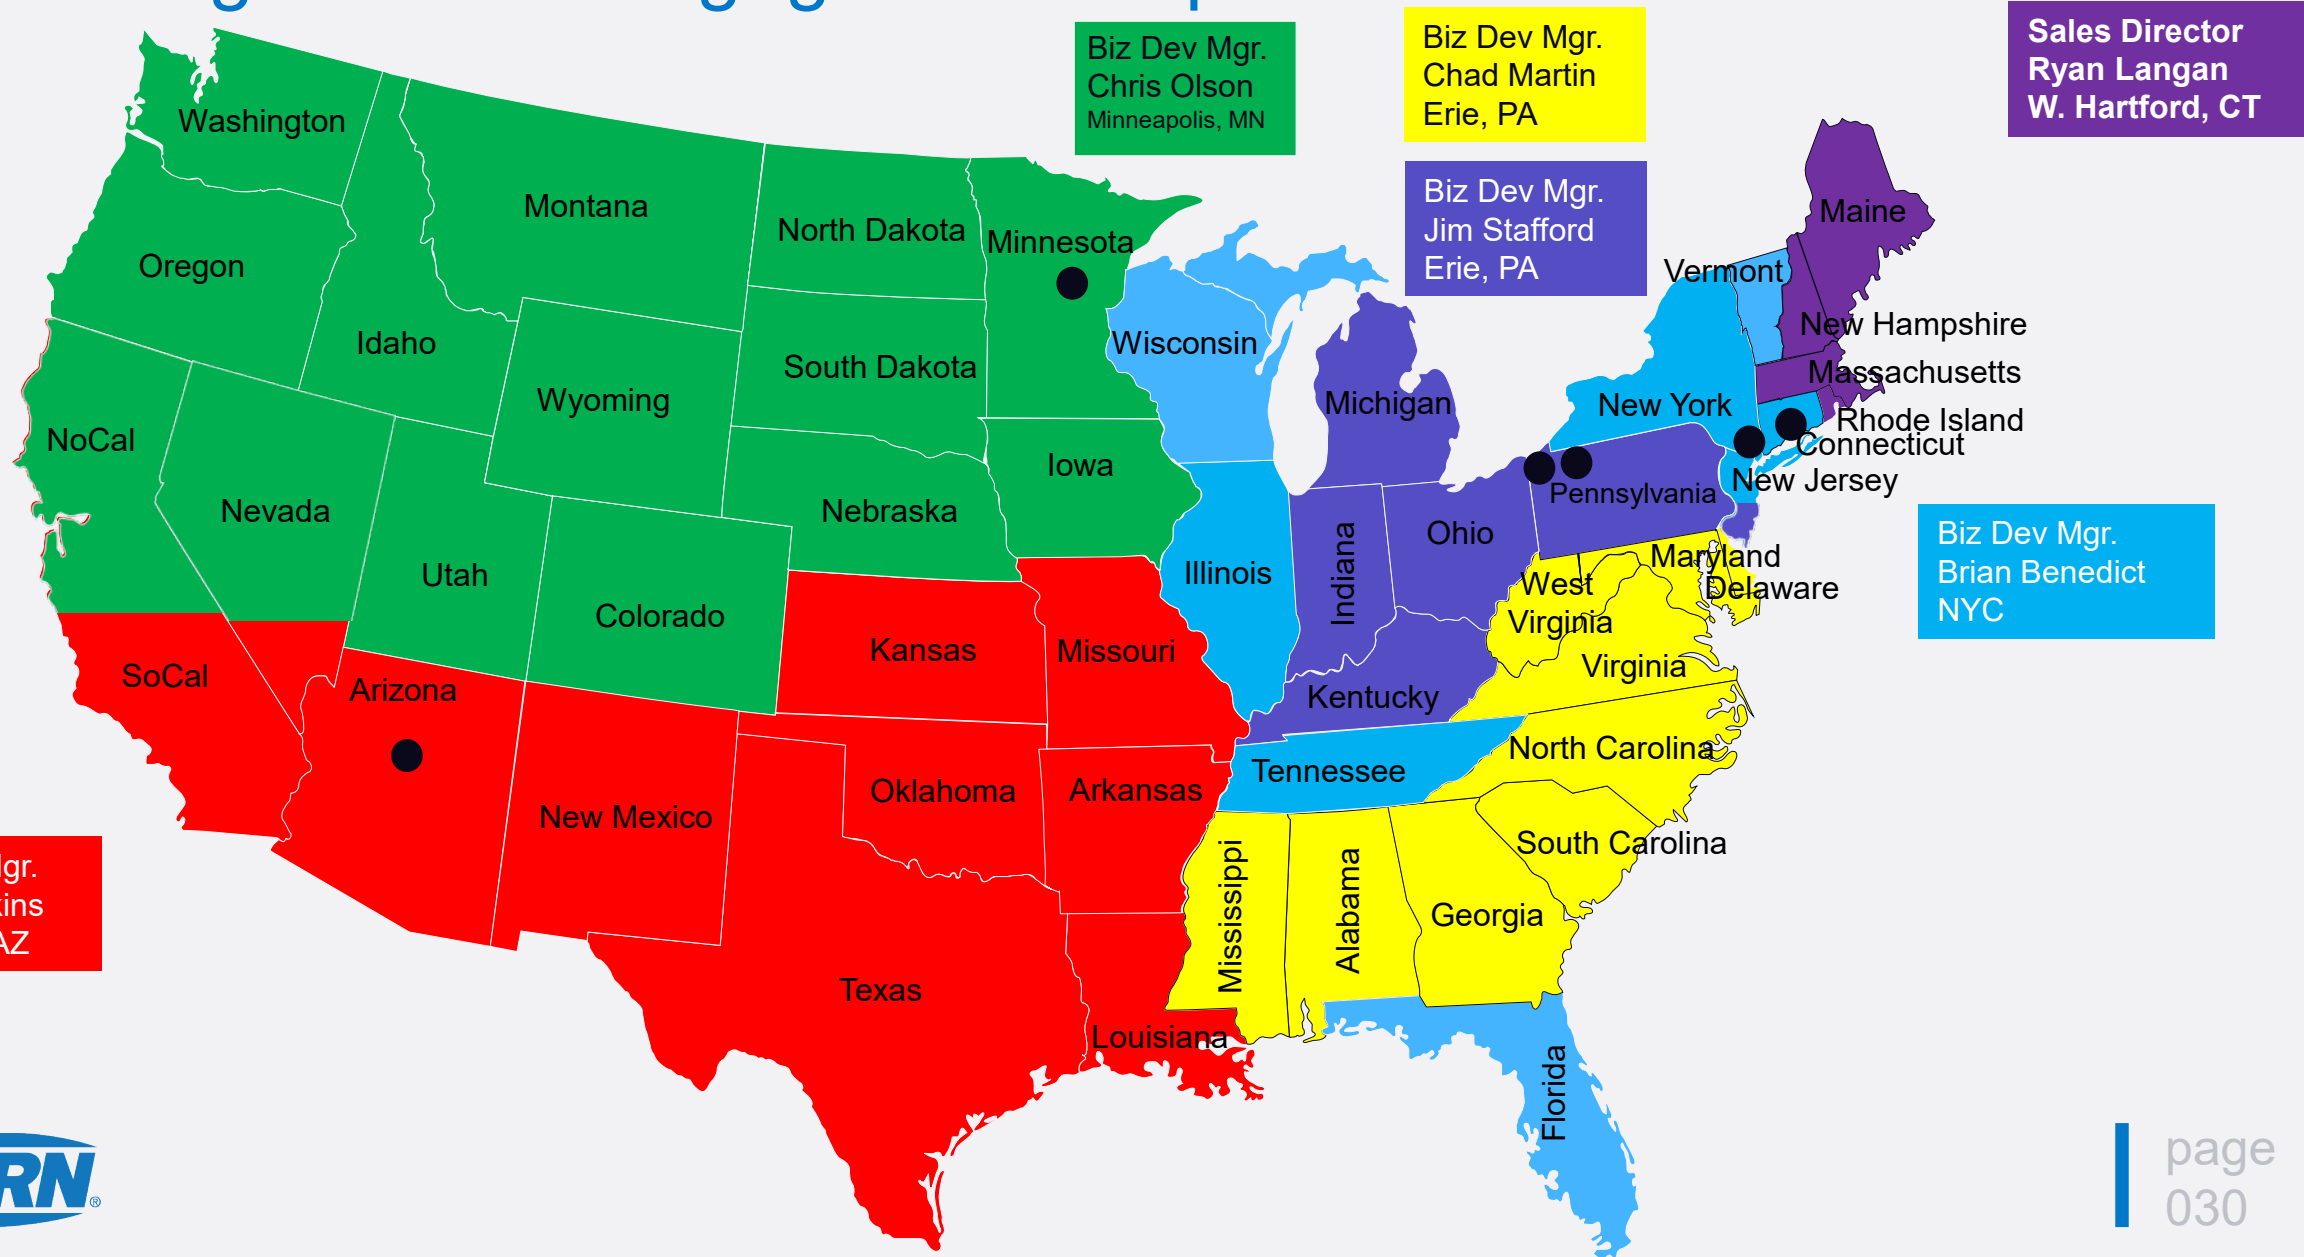 Biz Dev Mgr.
Chris Olson
Minneapolis, MN
Biz Dev Mgr.
Chad Martin
Erie, PA
Sales Director
Ryan Langan
W. Hartford, CT
Biz Dev Mgr.
Jim Stafford
Erie, PA
Washington
Montana
North Dakota
Minnesota
Maine
Oregon
Vermont
Idaho
Wisconsin
New Hampshire
South Dakota
Massachusetts
Wyoming
Michigan
New York
Rhode Island
NoCal
Connecticut
Iowa
New Jersey
Pennsylvania
Nevada
Nebraska
Ohio
Indiana
Biz Dev Mgr.
Brian Benedict
NYC
Utah
Illinois
Maryland
Delaware
West
Virginia
Colorado
Kansas
Missouri
Virginia
SoCal
Arizona
Kentucky
North Carolina
Tennessee
Oklahoma
Arkansas
New Mexico
South Carolina
Mississippi
Alabama
Georgia
AZ
Texas
Louisiana
Florida
RN®
page
030